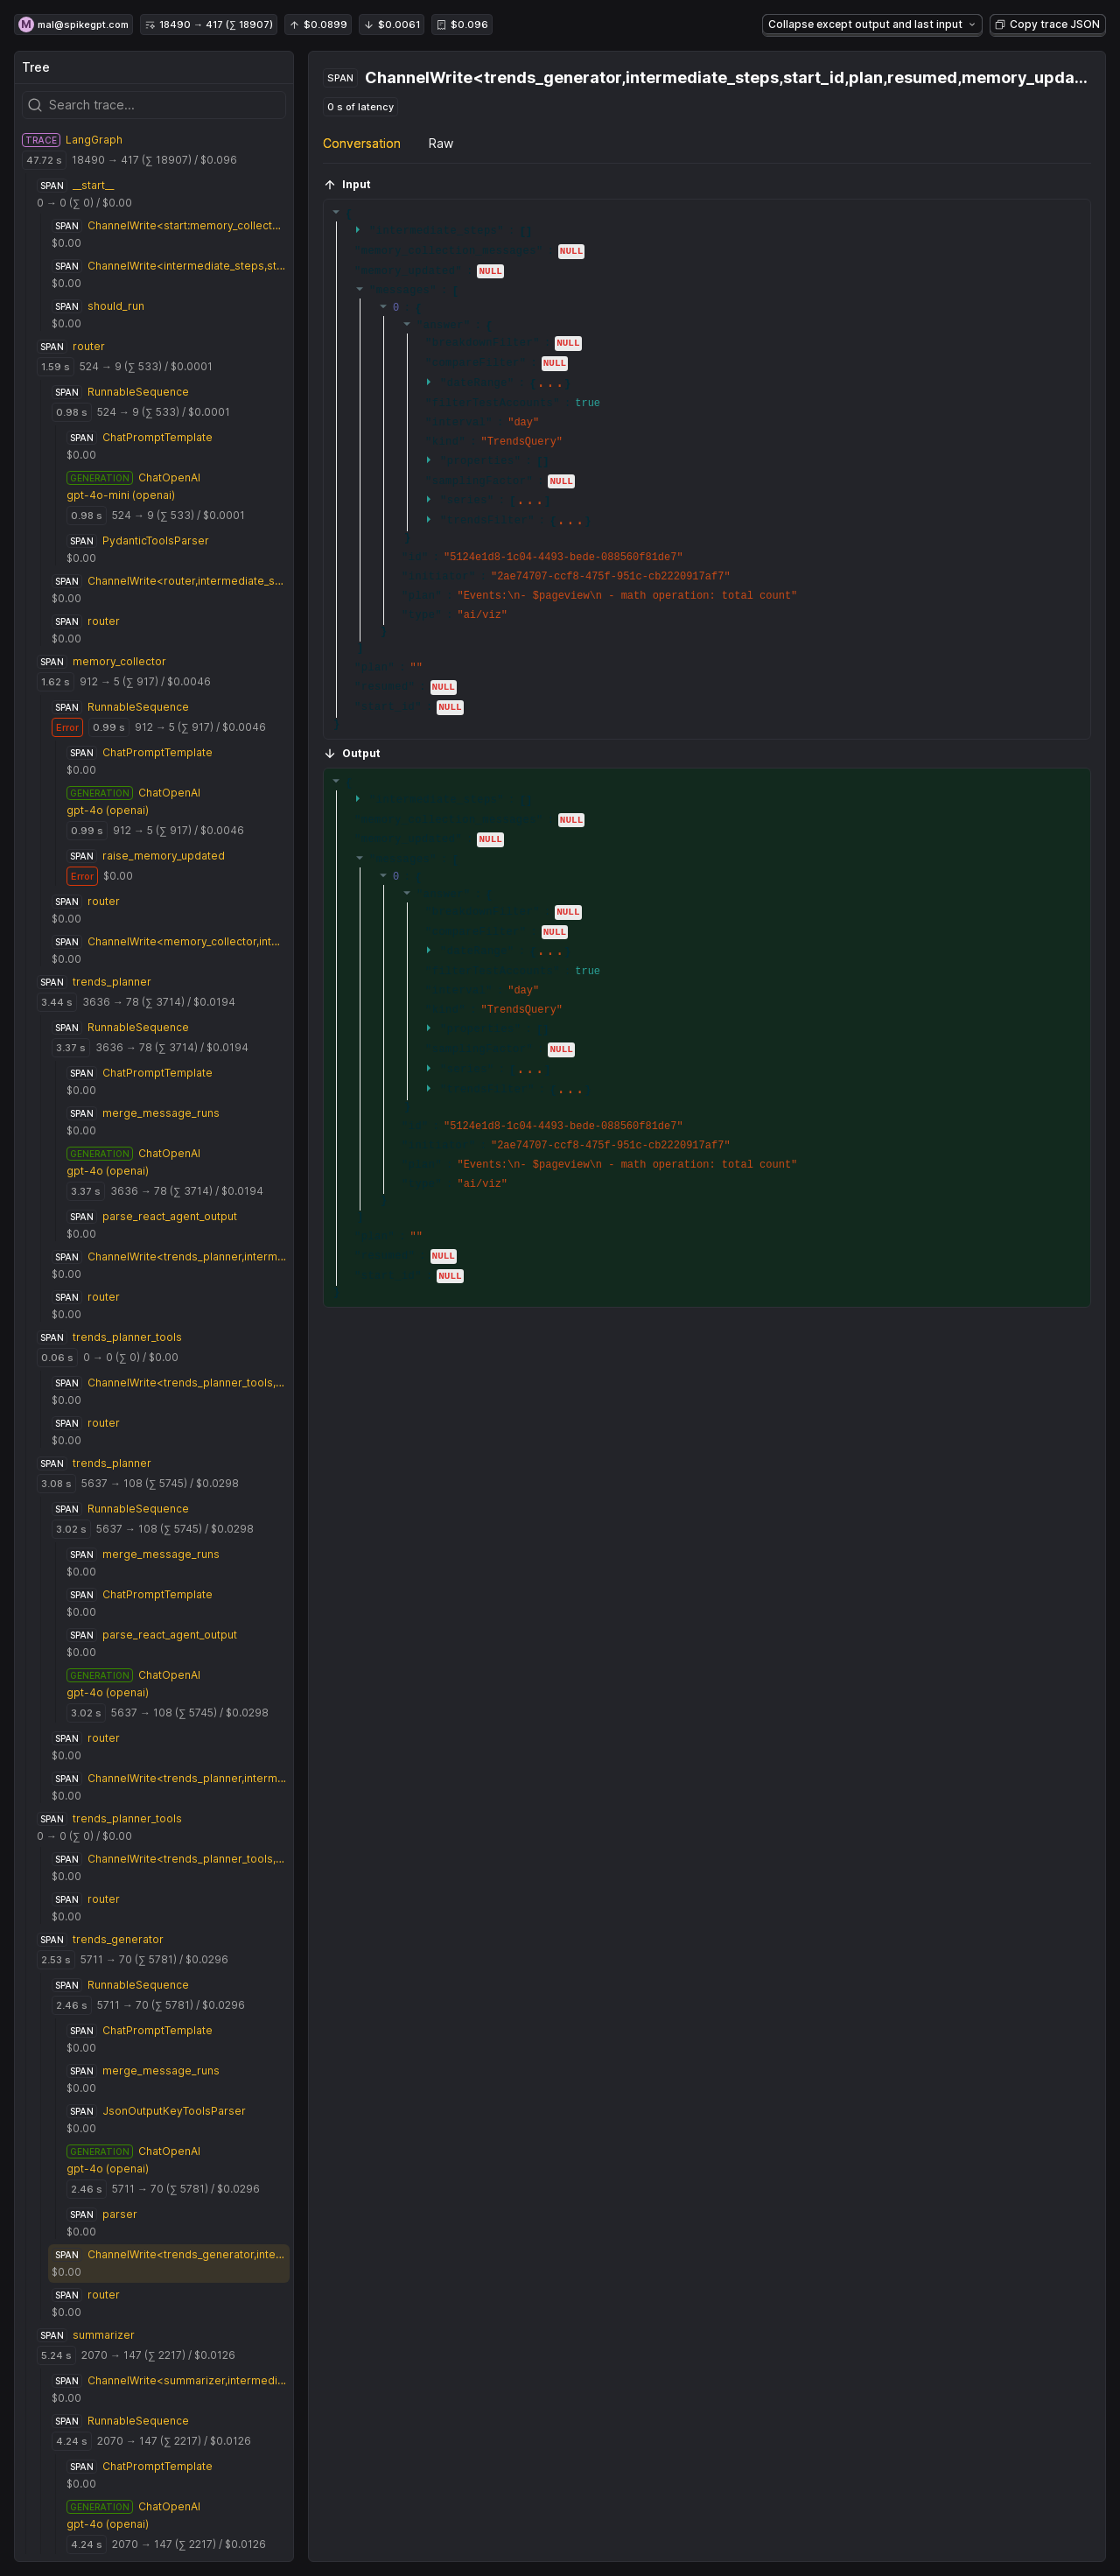 M mal@spikegpt.com 18490 → 417 (∑ 18907) $0.0899 $0.0061 $0.096 Collapse except output and last input Copy trace JSON
Tree
Search trace...
TRACE LangGraph
47.72 s 18490 → 417 (∑ 18907) / $0.096
SPAN __start__
0 → 0 (∑ 0) / $0.00
SPAN ChannelWrite<start:memory_collect...
$0.00
SPAN ChannelWrite<intermediate_steps,st...
$0.00
SPAN should_run
$0.00
SPAN router
1.59 s 524 → 9 (∑ 533) / $0.0001
SPAN RunnableSequence
0.98 s 524 → 9 (∑ 533) / $0.0001
SPAN ChatPromptTemplate
$0.00
GENERATION ChatOpenAI
gpt-4o-mini (openai)
0.98 s 524 → 9 (∑ 533) / $0.0001
SPAN PydanticToolsParser
$0.00
SPAN ChannelWrite<router,intermediate_s...
$0.00
SPAN router
$0.00
SPAN memory_collector
1.62 s 912 → 5 (∑ 917) / $0.0046
SPAN RunnableSequence
Error 0.99 s 912 → 5 (∑ 917) / $0.0046
SPAN ChatPromptTemplate
$0.00
GENERATION ChatOpenAI
gpt-4o (openai)
0.99 s 912 → 5 (∑ 917) / $0.0046
SPAN raise_memory_updated
Error $0.00
SPAN router
$0.00
SPAN ChannelWrite<memory_collector,int...
$0.00
SPAN trends_planner
3.44 s 3636 → 78 (∑ 3714) / $0.0194
SPAN RunnableSequence
3.37 s 3636 → 78 (∑ 3714) / $0.0194
SPAN ChatPromptTemplate
$0.00
SPAN merge_message_runs
$0.00
GENERATION ChatOpenAI
gpt-4o (openai)
3.37 s 3636 → 78 (∑ 3714) / $0.0194
SPAN parse_react_agent_output
$0.00
SPAN ChannelWrite<trends_planner,interm...
$0.00
SPAN router
$0.00
SPAN trends_planner_tools
0.06 s 0 → 0 (∑ 0) / $0.00
SPAN ChannelWrite<trends_planner_tools,...
$0.00
SPAN router
$0.00
SPAN trends_planner
3.08 s 5637 → 108 (∑ 5745) / $0.0298
SPAN RunnableSequence
3.02 s 5637 → 108 (∑ 5745) / $0.0298
SPAN merge_message_runs
$0.00
SPAN ChatPromptTemplate
$0.00
SPAN parse_react_agent_output
$0.00
GENERATION ChatOpenAI
gpt-4o (openai)
3.02 s 5637 → 108 (∑ 5745) / $0.0298
SPAN router
$0.00
SPAN ChannelWrite<trends_planner,interm...
$0.00
SPAN trends_planner_tools
0 → 0 (∑ 0) / $0.00
SPAN ChannelWrite<trends_planner_tools,...
$0.00
SPAN router
$0.00
SPAN trends_generator
2.53 s 5711 → 70 (∑ 5781) / $0.0296
SPAN RunnableSequence
2.46 s 5711 → 70 (∑ 5781) / $0.0296
SPAN ChatPromptTemplate
$0.00
SPAN merge_message_runs
$0.00
SPAN JsonOutputKeyToolsParser
$0.00
GENERATION ChatOpenAI
gpt-4o (openai)
2.46 s 5711 → 70 (∑ 5781) / $0.0296
SPAN parser
$0.00
SPAN ChannelWrite<trends_generator,inte...
$0.00
SPAN router
$0.00
SPAN summarizer
5.24 s 2070 → 147 (∑ 2217) / $0.0126
SPAN ChannelWrite<summarizer,intermedi...
$0.00
SPAN RunnableSequence
4.24 s 2070 → 147 (∑ 2217) / $0.0126
SPAN ChatPromptTemplate
$0.00
GENERATION ChatOpenAI
gpt-4o (openai)
4.24 s 2070 → 147 (∑ 2217) / $0.0126
SPAN ChannelWrite<trends_generator,intermediate_steps,start_id,plan,resumed,memory_upda...
0 s of latency
Conversation Raw
Input
NULL
NULL
0
NULL
NULL
...
true
"day"
"TrendsQuery"
NULL
...
...
"5124e1d8-1c04-4493-bede-088560f81de7"
"2ae74707-ccf8-475f-951c-cb2220917af7"
"Events:\n- $pageview\n - math operation: total count"
"ai/viz"
""
NULL
NULL
Output
NULL
NULL
0
NULL
NULL
...
true
"day"
"TrendsQuery"
NULL
...
...
"5124e1d8-1c04-4493-bede-088560f81de7"
"2ae74707-ccf8-475f-951c-cb2220917af7"
"Events:\n- $pageview\n - math operation: total count"
"ai/viz"
""
NULL
NULL